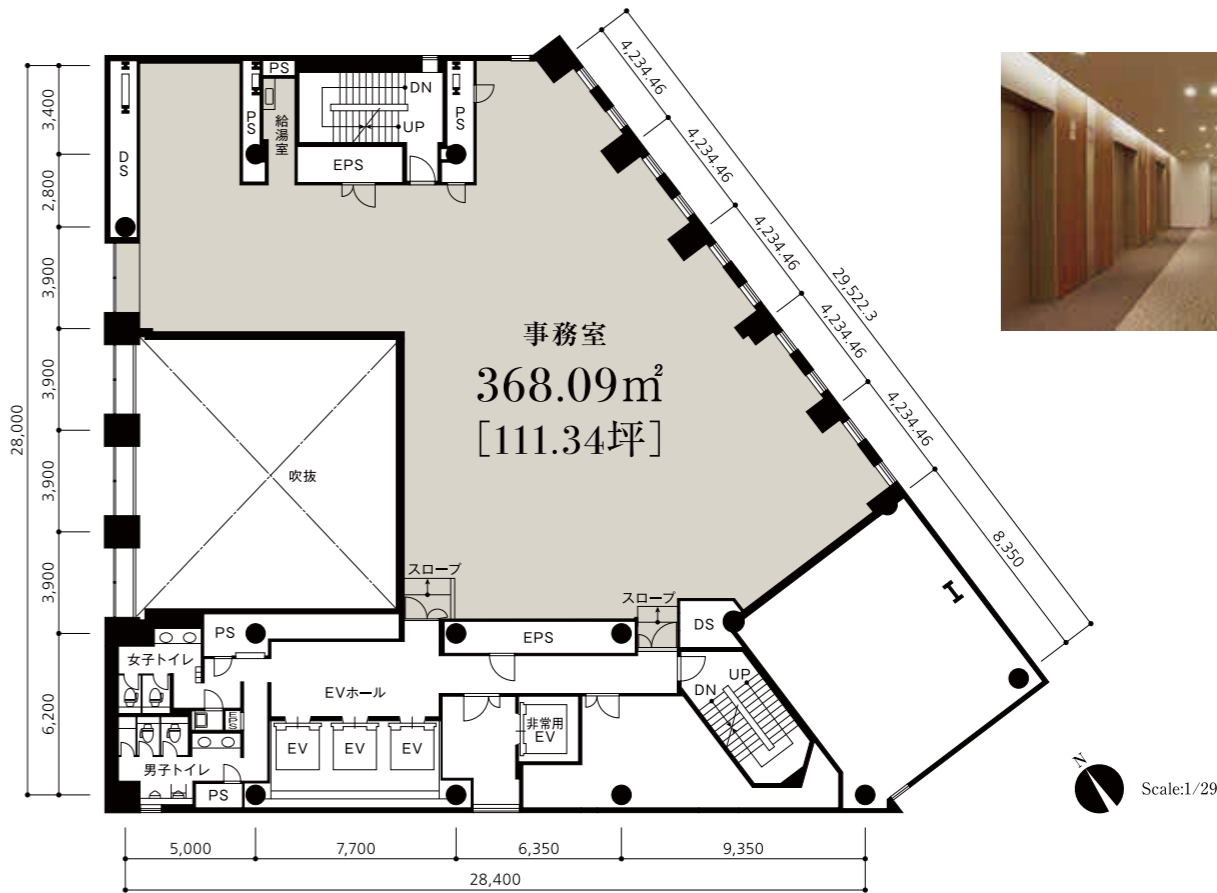 4,234.46
4,234.46
4,234.46
4,234.46
4,234.46
8,350
29,522.3
28,000
3,400
2,800
3,900
3,900
3,900
3,900
6,200
DS
PS
PS
給湯室
DN
UP
EPS
PS
事務室
368.09㎡
[111.34坪]
吹抜
スロープ
スロープ
PS
EPS
DS
女子トイレ
EVホール
EPS
男子トイレ
PS
EV
EV
EV
非常用
EV
DN
UP
N
Scale:1/29
5,000
7,700
6,350
9,350
28,400